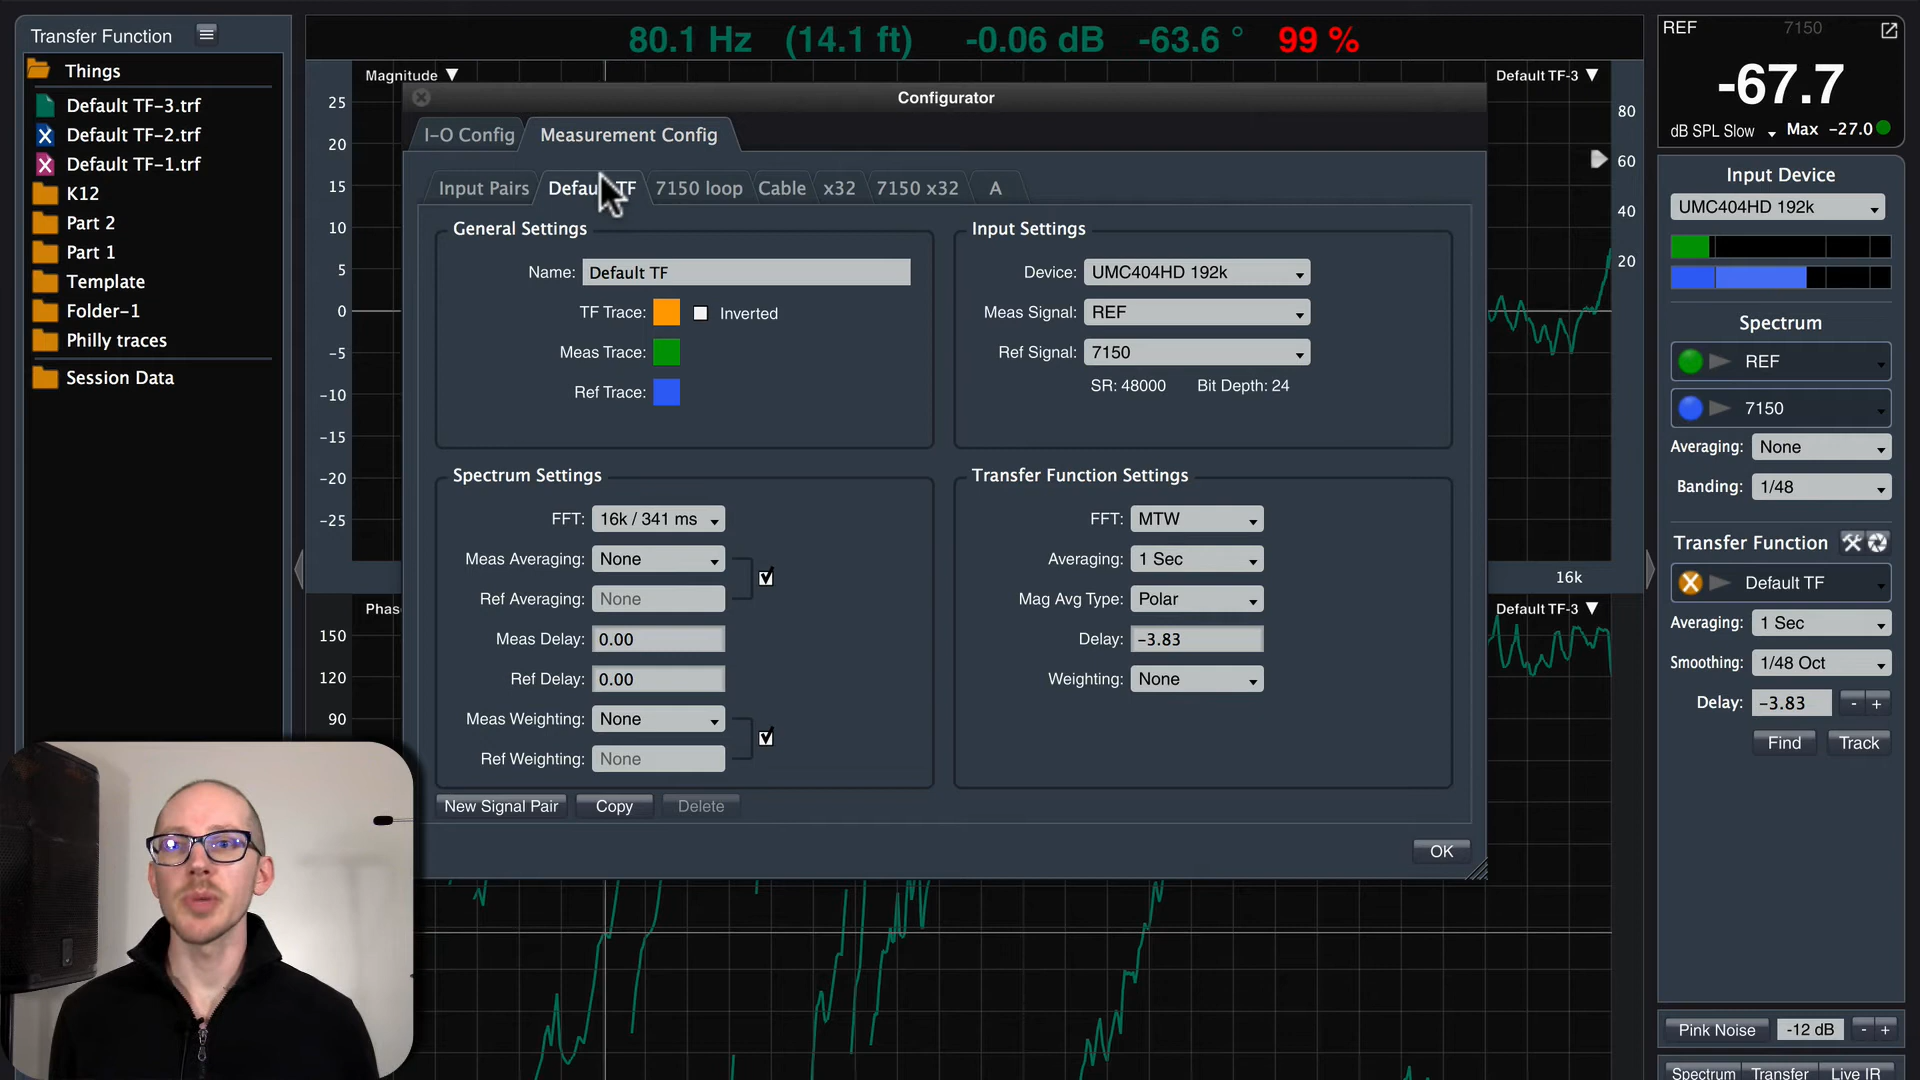 Transfer Function
Things
Default TF-3.trf
Default TF-2.trf
Default TF-1.trf
K12
Part 2
Part 1
Template
Folder-1
Philly traces
Session Data
80.1 Hz (14.1 ft) -0.06 dB -63.6 ° 99 %
Magnitude
25
20
15
10
5
0
-5
-10
-15
-20
-25
Phas
150
120
90
Configurator
I-O Config
Measurement Config
Input Pairs
Defau TF
7150 loop
Cable
x32
7150 x32
A
General Settings
Name: Default TF
TF Trace: Inverted
Meas Trace:
Ref Trace:
Input Settings
Device: UMC404HD 192k
Meas Signal: REF
Ref Signal: 7150
SR: 48000 Bit Depth: 24
Spectrum Settings
FFT: 16k / 341 ms
Meas Averaging: None
Ref Averaging: None
Meas Delay: 0.00
Ref Delay: 0.00
Meas Weighting: None
Ref Weighting: None
Transfer Function Settings
FFT: MTW
Averaging: 1 Sec
Mag Avg Type: Polar
Delay: -3.83
Weighting: None
New Signal Pair
Copy
Delete
OK
Default TF-3
80
60
40
20
16k
Default TF-3
REF 7150
-67.7
dB SPL Slow Max -27.0
Input Device
UMC404HD 192k
Spectrum
REF
7150
Averaging: None
Banding: 1/48
Transfer Function
Default TF
Averaging: 1 Sec
Smoothing: 1/48 Oct
Delay: -3.83 - +
Find Track
Pink Noise -12 dB - +
Spectrum Transfer Live IR